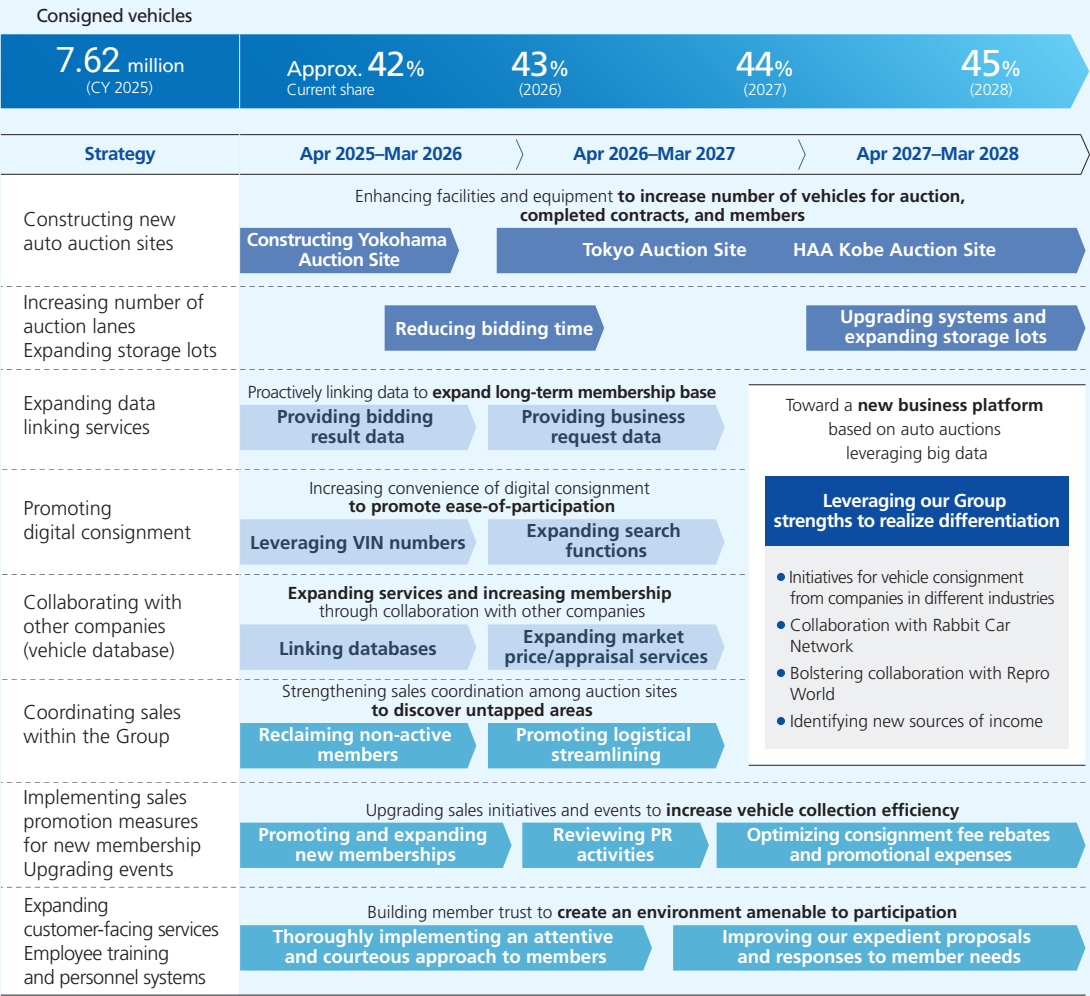 Consigned vehicles
7.62 million
(CY 2025)
Approx. 42%
Current share
43%
(2026)
44%
(2027)
45%
(2028)
Strategy
Apr 2025–Mar 2026
Apr 2026–Mar 2027
Apr 2027–Mar 2028
Constructing new
auto auction sites
Enhancing facilities and equipment to increase number of vehicles for auction,
completed contracts, and members
Constructing Yokohama
Auction Site
Tokyo Auction Site
HAA Kobe Auction Site
Increasing number of
auction lanes
Expanding storage lots
Reducing bidding time
Upgrading systems and
expanding storage lots
Expanding data
linking services
Proactively linking data to expand long-term membership base
Providing bidding
result data
Providing business
request data
Promoting
digital consignment
Increasing convenience of digital consignment
to promote ease-of-participation
Leveraging VIN numbers
Expanding search
functions
Collaborating with
other companies
(vehicle database)
Expanding services and increasing membership
through collaboration with other companies
Linking databases
Expanding market
price/appraisal services
Coordinating sales
within the Group
Strengthening sales coordination among auction sites
to discover untapped areas
Reclaiming non-active
members
Promoting logistical
streamlining
Toward a new business platform
based on auto auctions
leveraging big data
Leveraging our Group
strengths to realize differentiation
● Initiatives for vehicle consignment
from companies in different industries
● Collaboration with Rabbit Car
Network
● Bolstering collaboration with Repro
World
● Identifying new sources of income
Implementing sales
promotion measures
for new membership
Upgrading events
Upgrading sales initiatives and events to increase vehicle collection efficiency
Promoting and expanding
new memberships
Reviewing PR
activities
Optimizing consignment fee rebates
and promotional expenses
Expanding
customer-facing services
Employee training
and personnel systems
Building member trust to create an environment amenable to participation
Thoroughly implementing an attentive
and courteous approach to members
Improving our expedient proposals
and responses to member needs